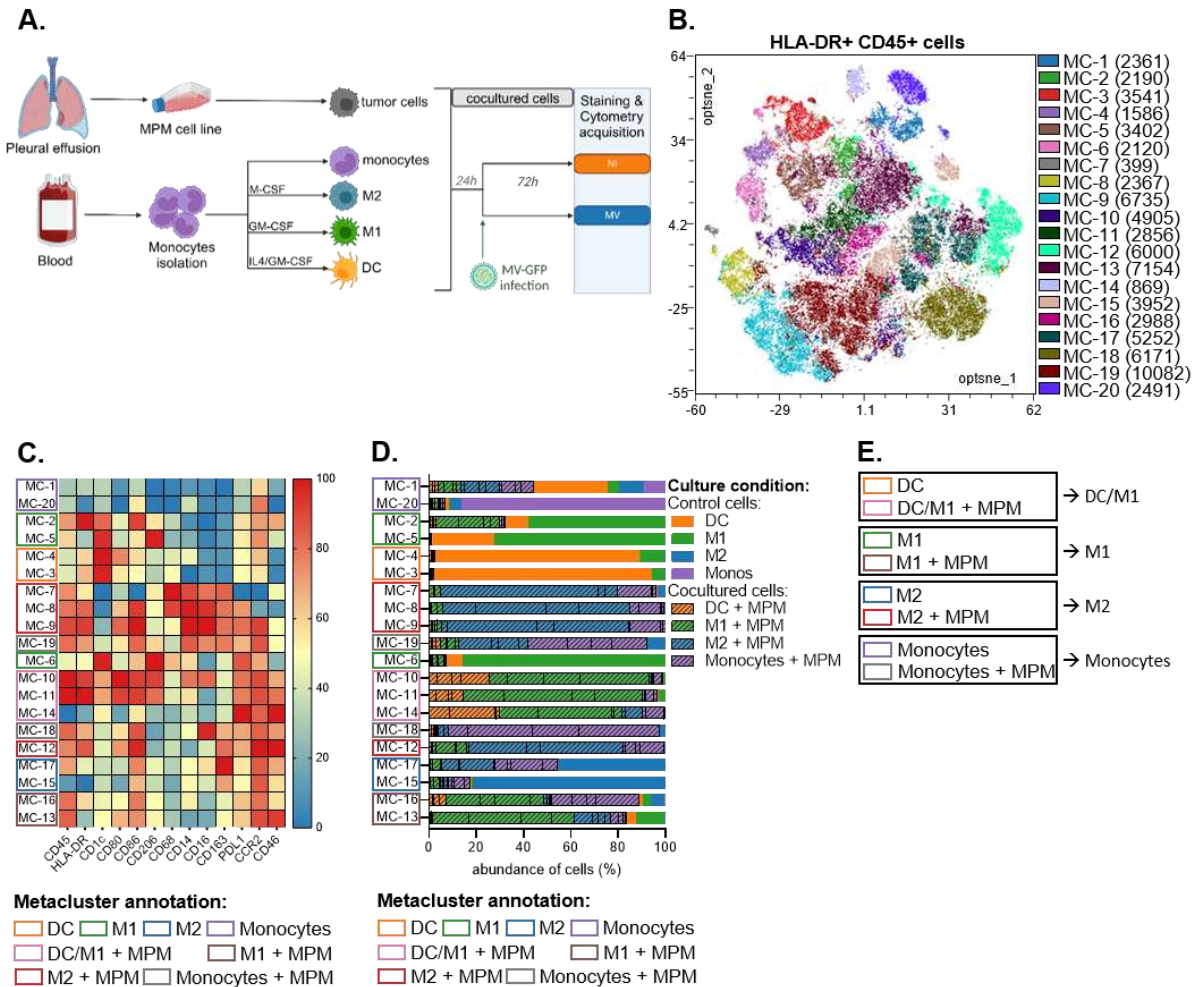 A.
Pleural effusion
MPM cell line
tumor cells
Blood
Monocytes
isolation
monocytes
M-CSF
M2
GM-CSF
M1
IL4/GM-CSF
DC
cocultured cells
24h
72h
MV-GFP
infection
Staining &
Cytometry
acquisition
NI
MV
B.
HLA-DR+ CD45+ cells
optsne_2
64
34
4.2
-25
-55
-60
-29
1.1
31
62
optsne_1
MC-1 (2361)
MC-2 (2190)
MC-3 (3541)
MC-4 (1586)
MC-5 (3402)
MC-6 (2120)
MC-7 (399)
MC-8 (2367)
MC-9 (6735)
MC-10 (4905)
MC-11 (2856)
MC-12 (6000)
MC-13 (7154)
MC-14 (869)
MC-15 (3952)
MC-16 (2988)
MC-17 (5252)
MC-18 (6171)
MC-19 (10082)
MC-20 (2491)
C.
MC-1
MC-20
MC-2
MC-5
MC-4
MC-3
MC-7
MC-8
MC-9
MC-19
MC-6
MC-10
MC-11
MC-14
MC-18
MC-12
MC-17
MC-15
MC-16
MC-13
CD45
HLA-DR
CD1c
CD80
CD86
CD206
CD68
CD14
CD16
CD163
PDL1
CCR2
CD46
100
80
60
40
20
0
Metacluster annotation:
DC M1 M2 Monocytes
DC/M1 + MPM M1 + MPM
M2 + MPM Monocytes + MPM
D.
MC-1
MC-20
MC-2
MC-5
MC-4
MC-3
MC-7
MC-8
MC-9
MC-19
MC-6
MC-10
MC-11
MC-14
MC-18
MC-12
MC-17
MC-15
MC-16
MC-13
0 20 40 60 80 100
abundance of cells (%)
Culture condition:
Control cells:
DC
M1
M2
Monos
Cocultured cells:
DC + MPM
M1 + MPM
M2 + MPM
Monocytes + MPM
Metacluster annotation:
DC M1 M2 Monocytes
DC/M1 + MPM M1 + MPM
M2 + MPM Monocytes + MPM
E.
DC
DC/M1 + MPM
→ DC/M1
M1
M1 + MPM
→ M1
M2
M2 + MPM
→ M2
Monocytes
Monocytes + MPM
→ Monocytes